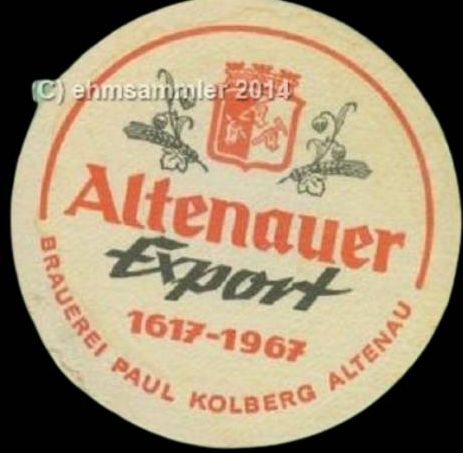 (C) ehmsammler 2014
Altenauer
Export
1617-1967
BRAUEREI PAUL KOLBERG ALTENAU